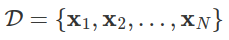 𝒟 = {𝐱₁, 𝐱₂, . . . , 𝐱_N}